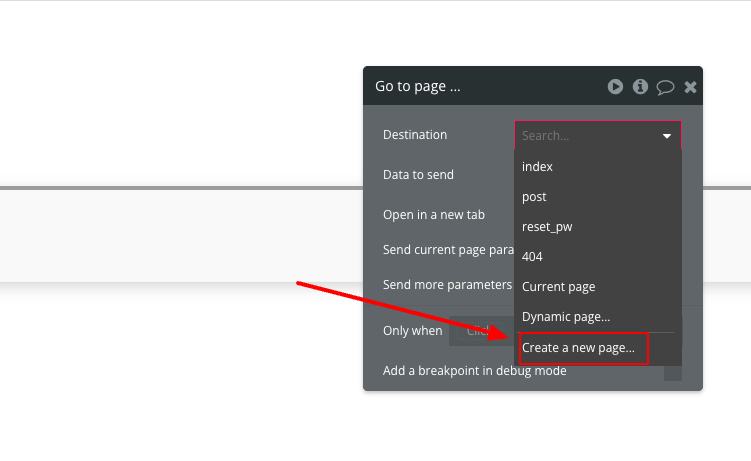 Go to page ...
Destination
Search...
index
Data to send
post
Open in a new tab
reset_pw
Send current page para
404
Send more parameters
Current page
Dynamic page...
Only when
Click
Create a new page...
Add a breakpoint in debug mode